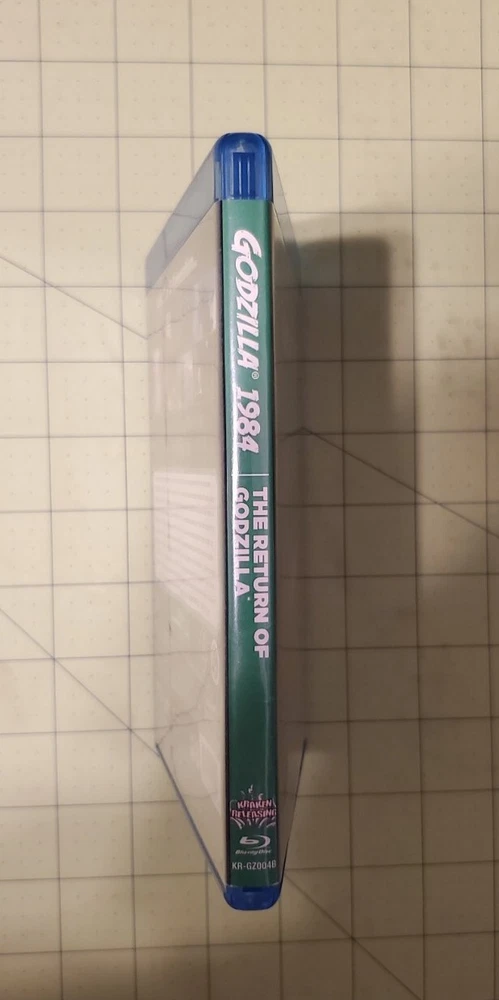 GODZILLA® 1984
THE RETURN OF
GODZILLA
KRAKEN
RELEASING
Blu-ray Disc
KR-GZ004B